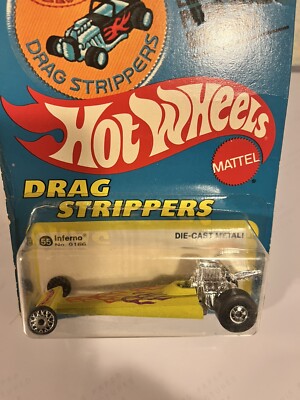 DRAG STRIPPERS
Hot Wheels
MATTEL
DRAG
STRIPPERS
55 Inferno
DIE-CAST METAL!